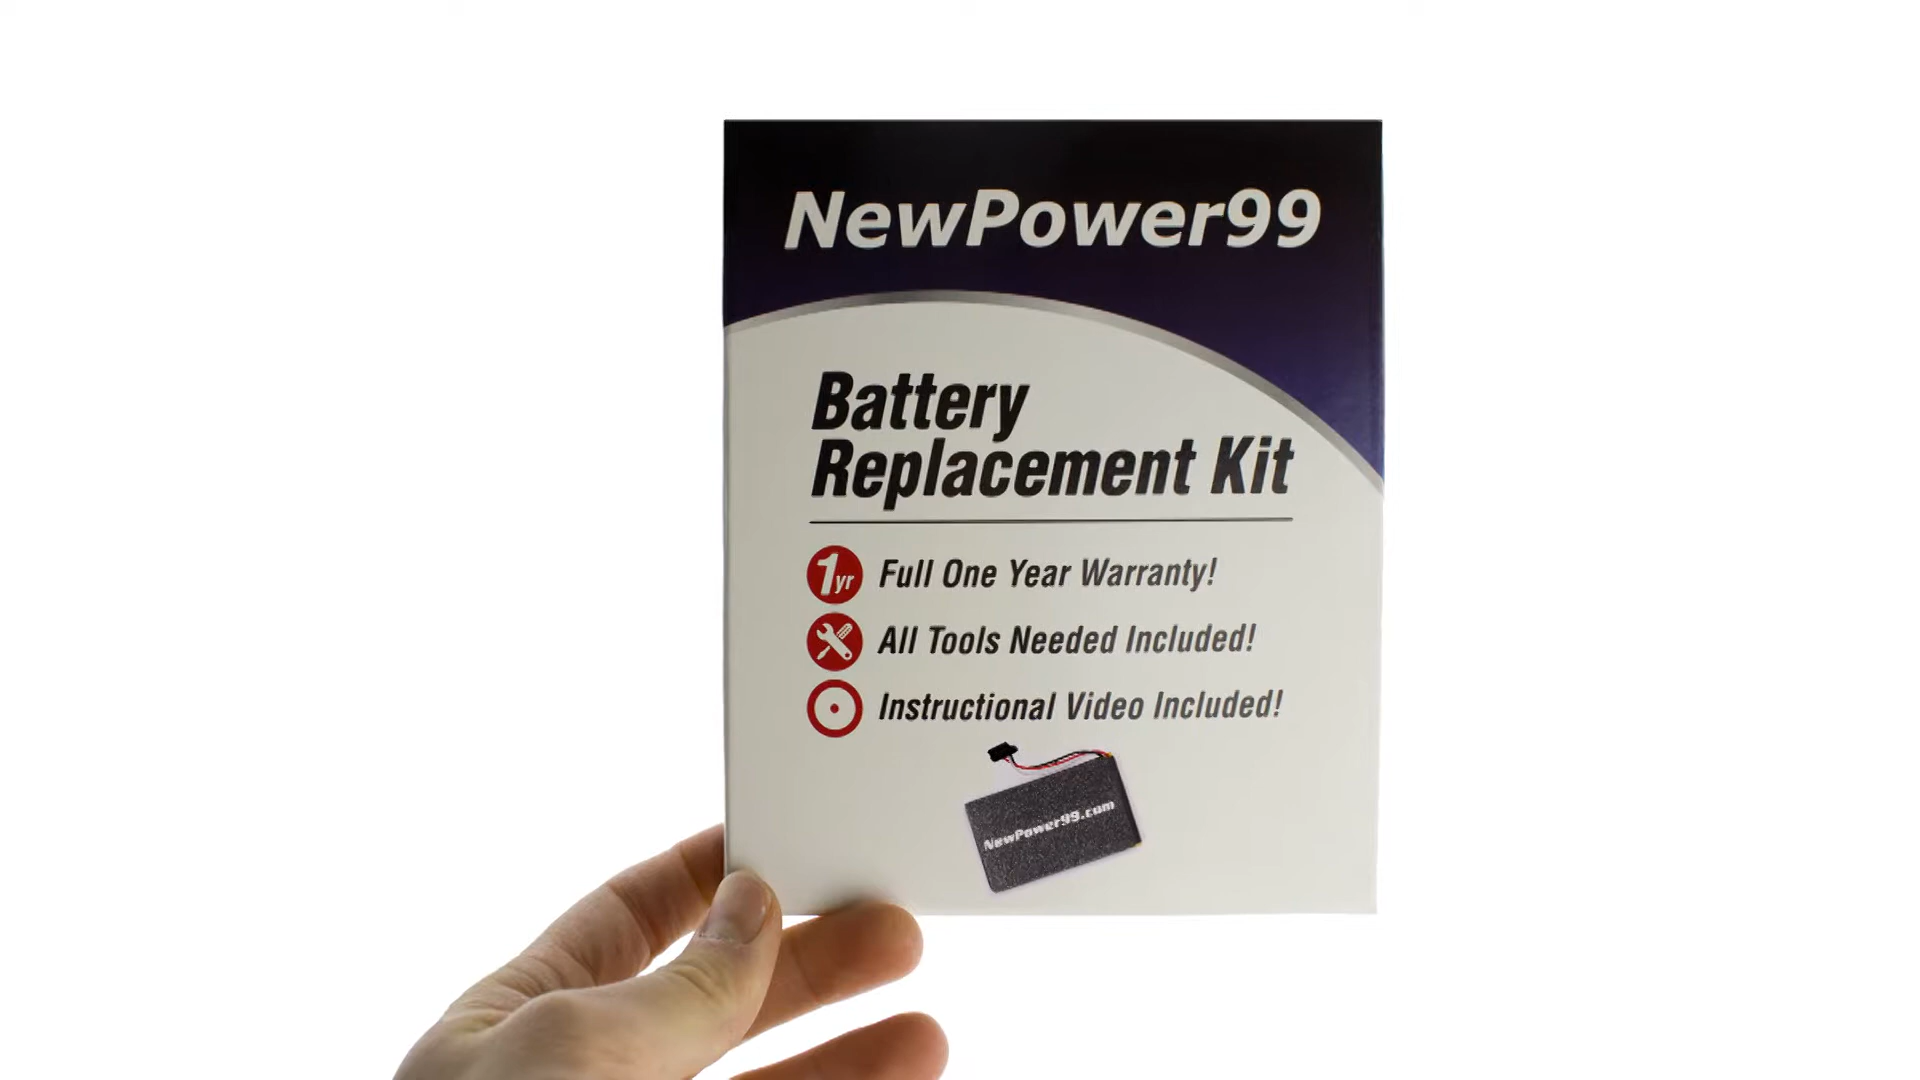 NewPower99
Battery
Replacement Kit
1yr Full One Year Warranty!
All Tools Needed Included!
Instructional Video Included!
NewPower99.com